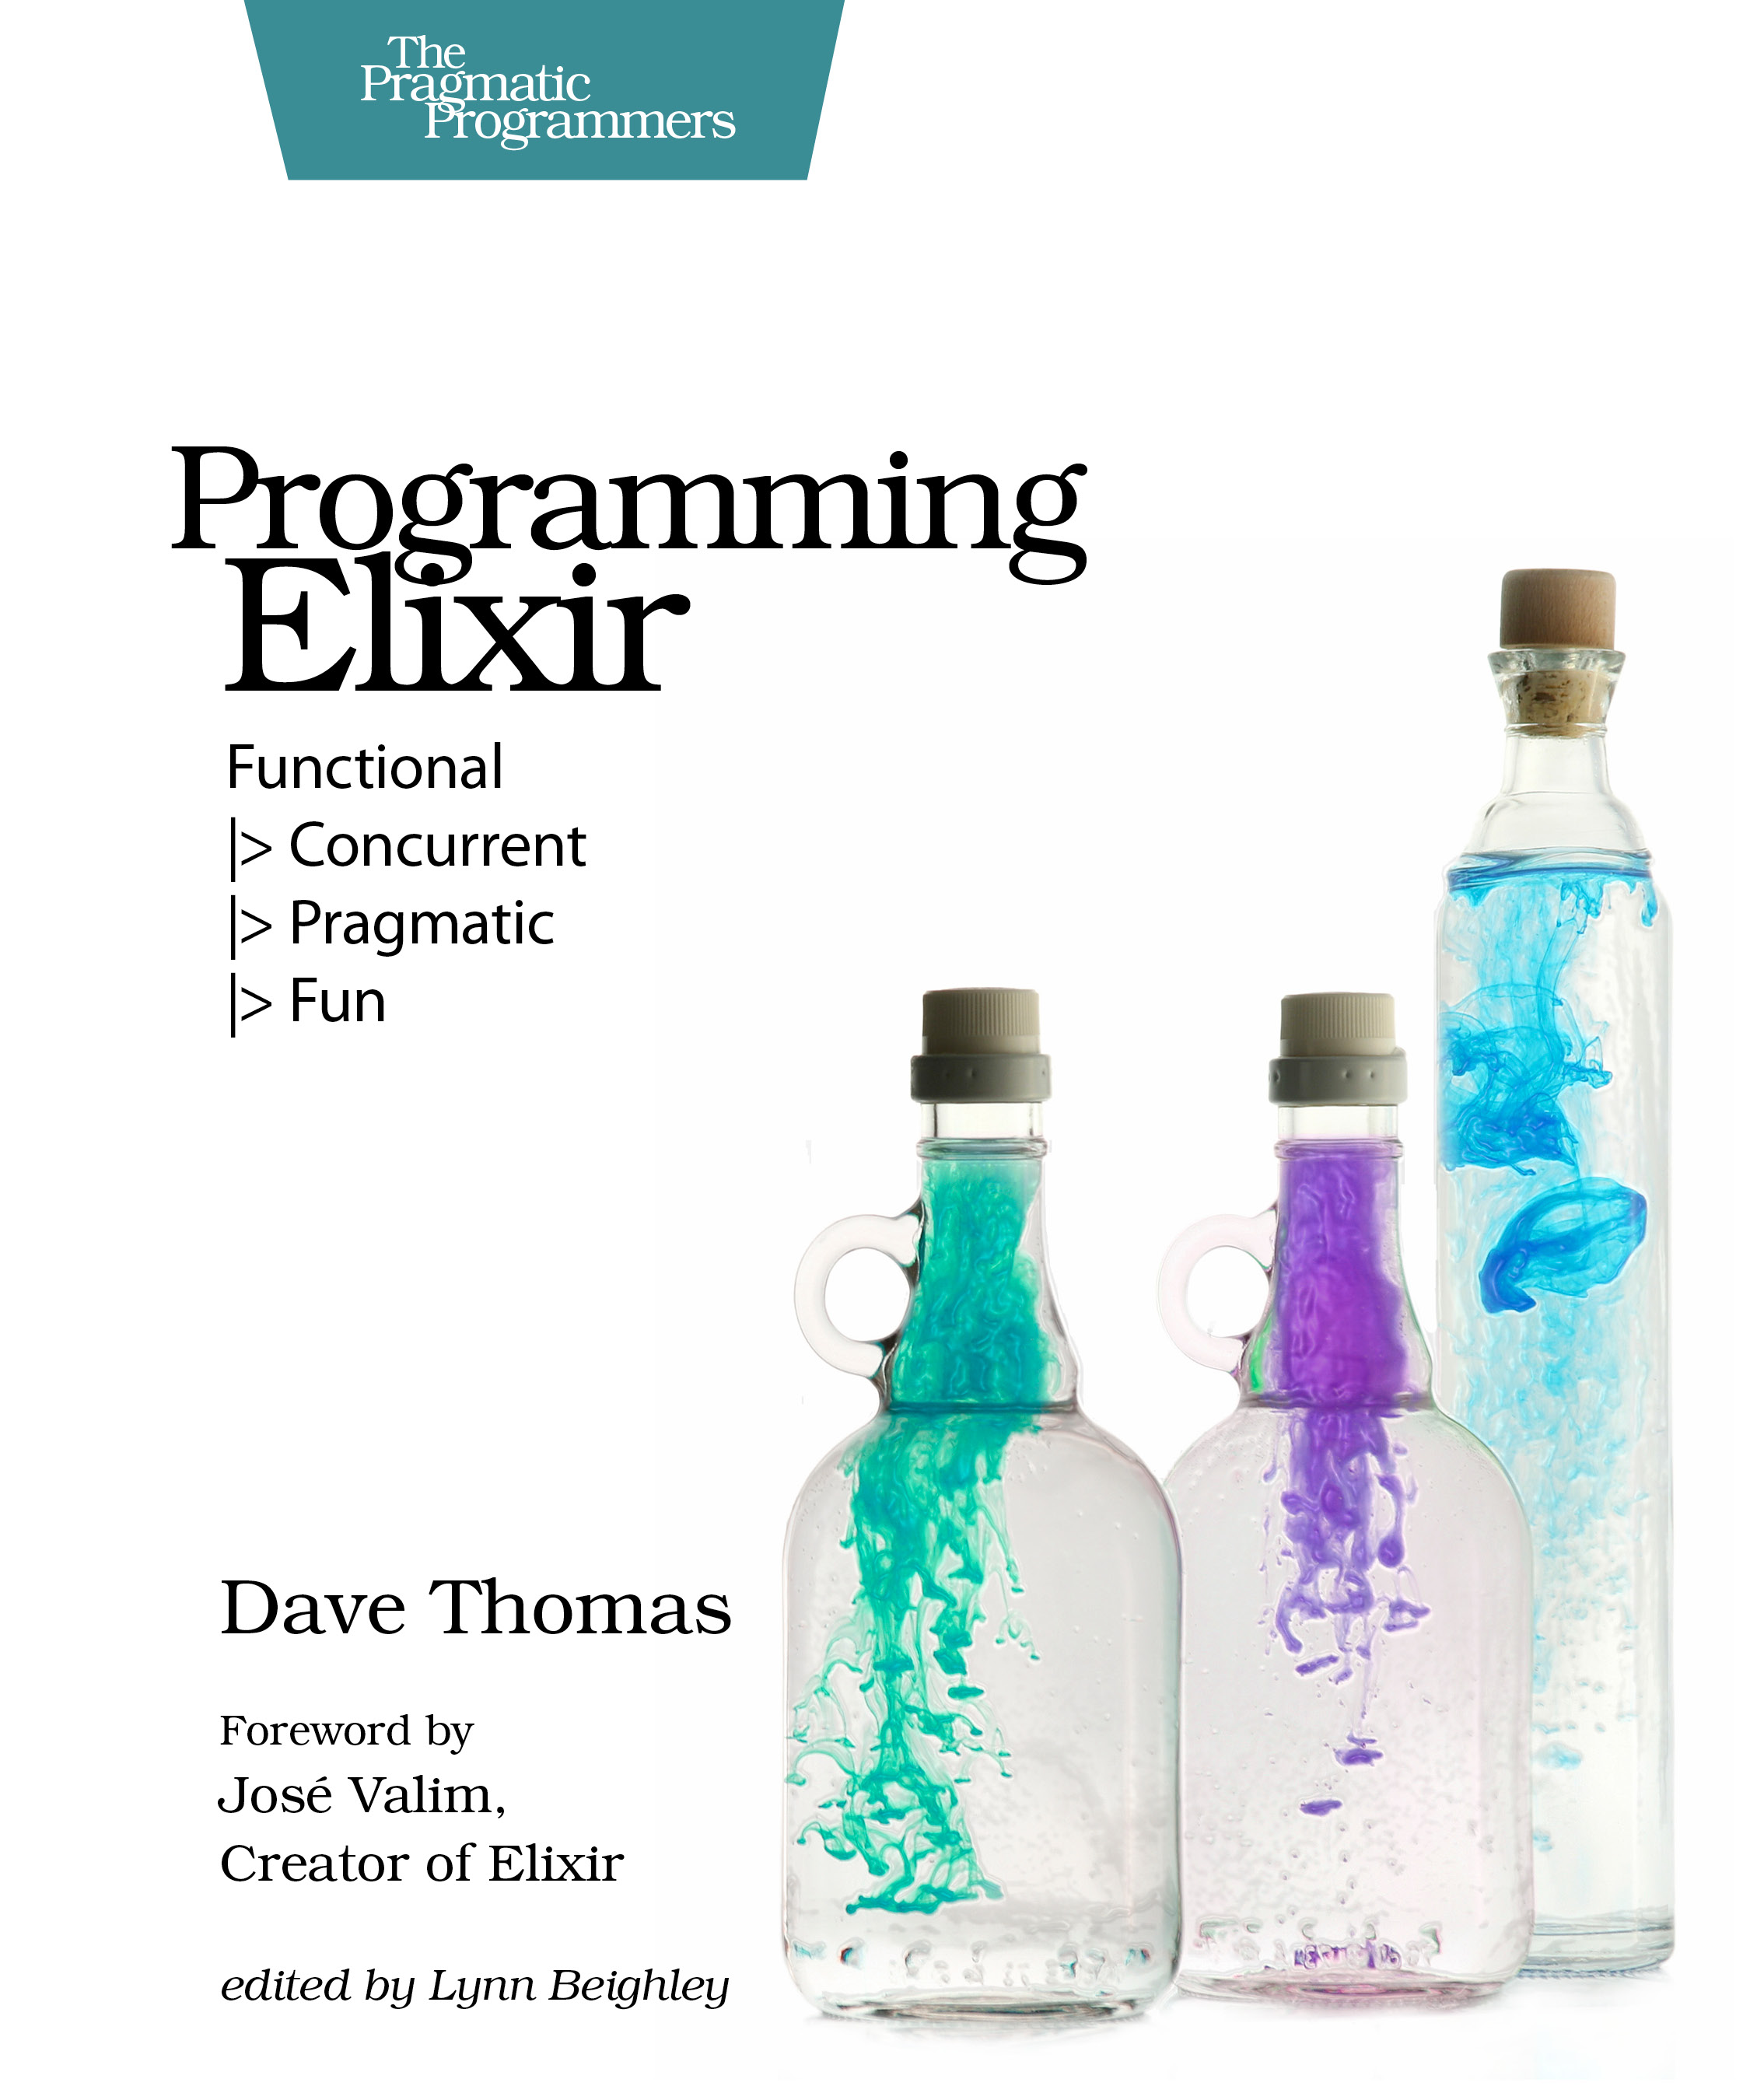 The
Pragmatic
Programmers
Programming
Elixir
Functional
|> Concurrent
|> Pragmatic
|> Fun
Dave Thomas
Foreword by
José Valim,
Creator of Elixir
edited by Lynn Beighley